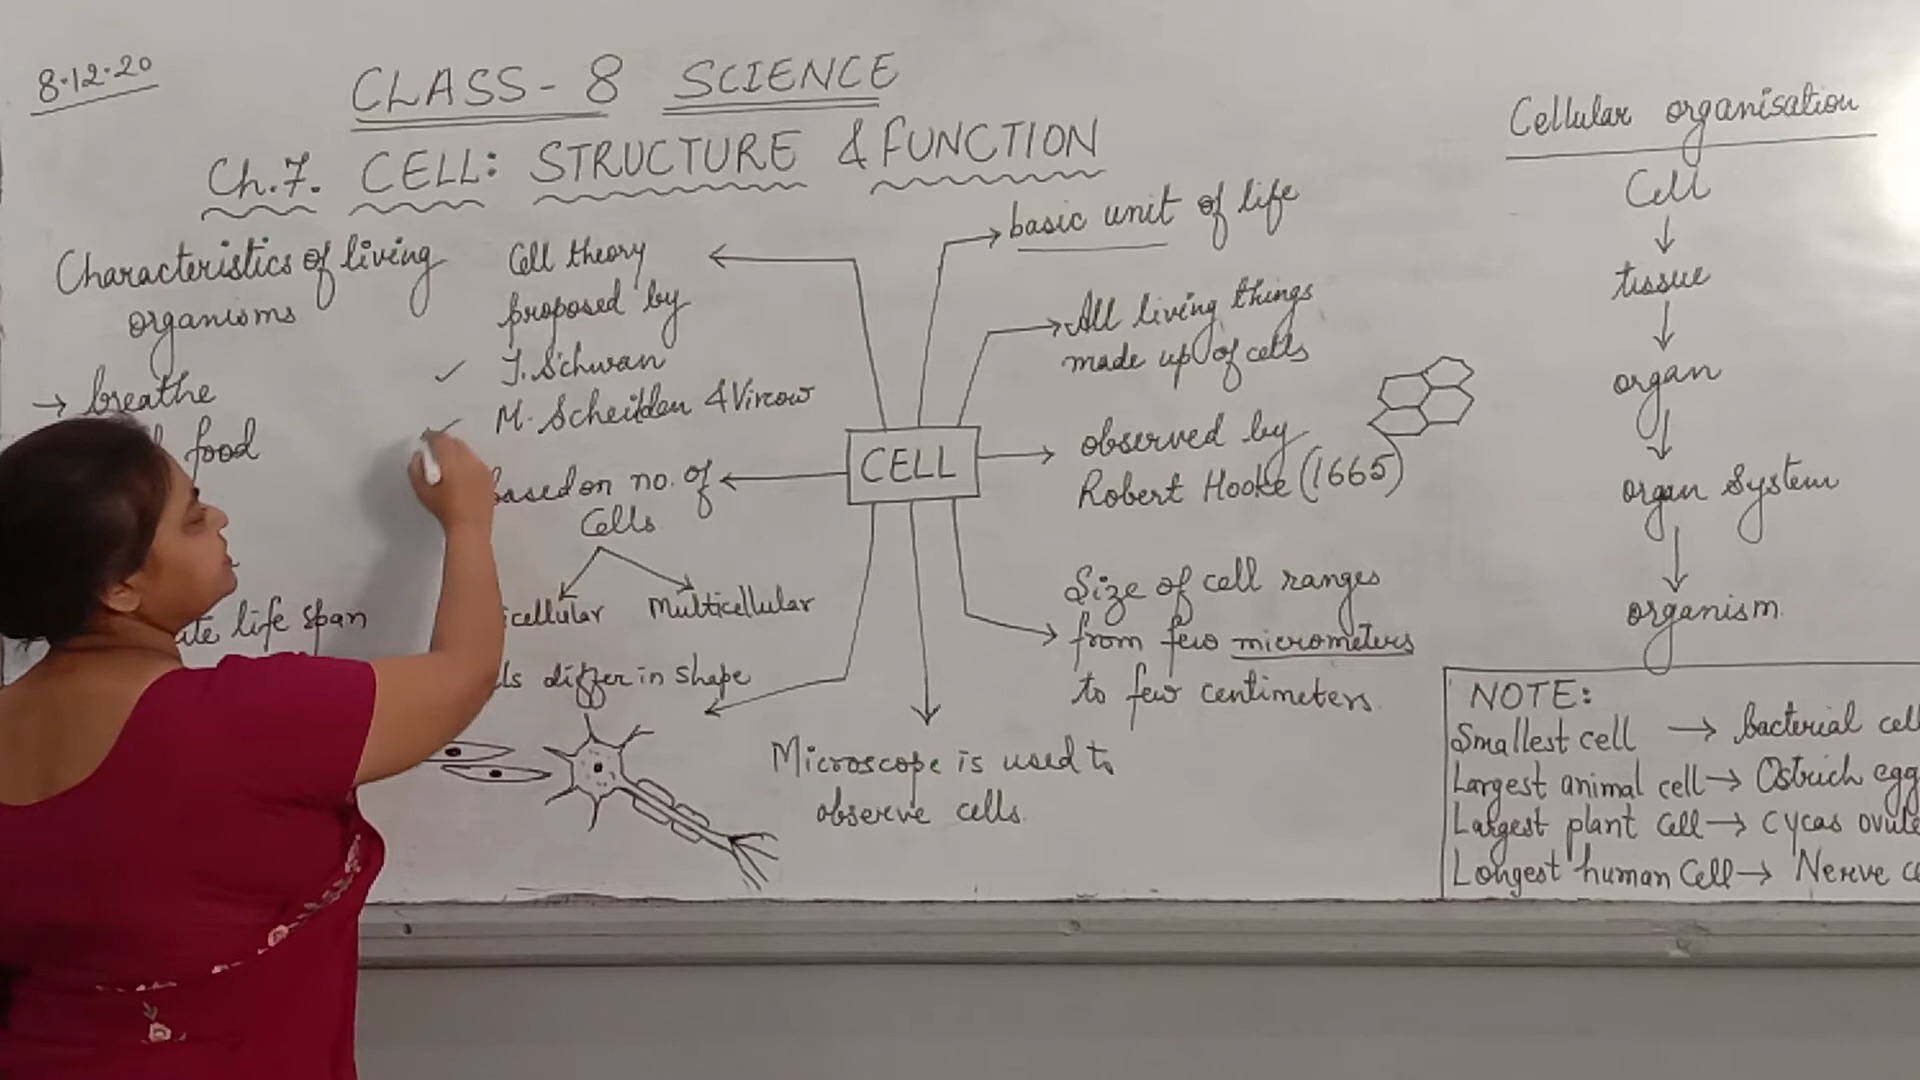 8.12.20
CLASS-8 SCIENCE
Ch.7. CELL: STRUCTURE & FUNCTION
Characteristics of living
organisms
→ breathe
food
life span
Cell theory
proposed by
✓ T. Schwan
✓ M. Scheilden & Vircow
based on no. of
Cells
Multicellular
differ in shape
CELL
basic unit of life
All living things
made up of cells
observed by
Robert Hooke (1665)
Size of cell ranges
from few micrometers
to few centimeters.
Microscope is used to
observe cells.
Cellular organisation
Cell
↓
tissue
↓
organ
↓
organ System
↓
organism.
NOTE:
Smallest cell → bacterial cell
Largest animal cell → Ostrich egg
Largest plant cell → cycas ovule
Longest human Cell → Nerve